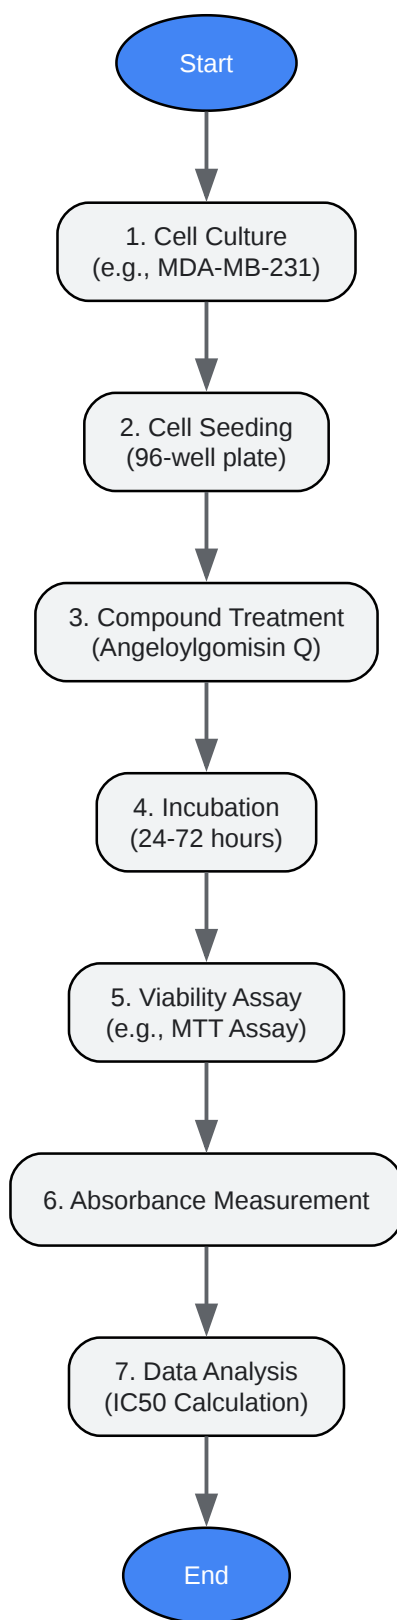 Start
1. Cell Culture
(e.g., MDA-MB-231)
2. Cell Seeding
(96-well plate)
3. Compound Treatment
(Angeloylgomisin Q)
4. Incubation
(24-72 hours)
5. Viability Assay
(e.g., MTT Assay)
6. Absorbance Measurement
7. Data Analysis
(IC50 Calculation)
End